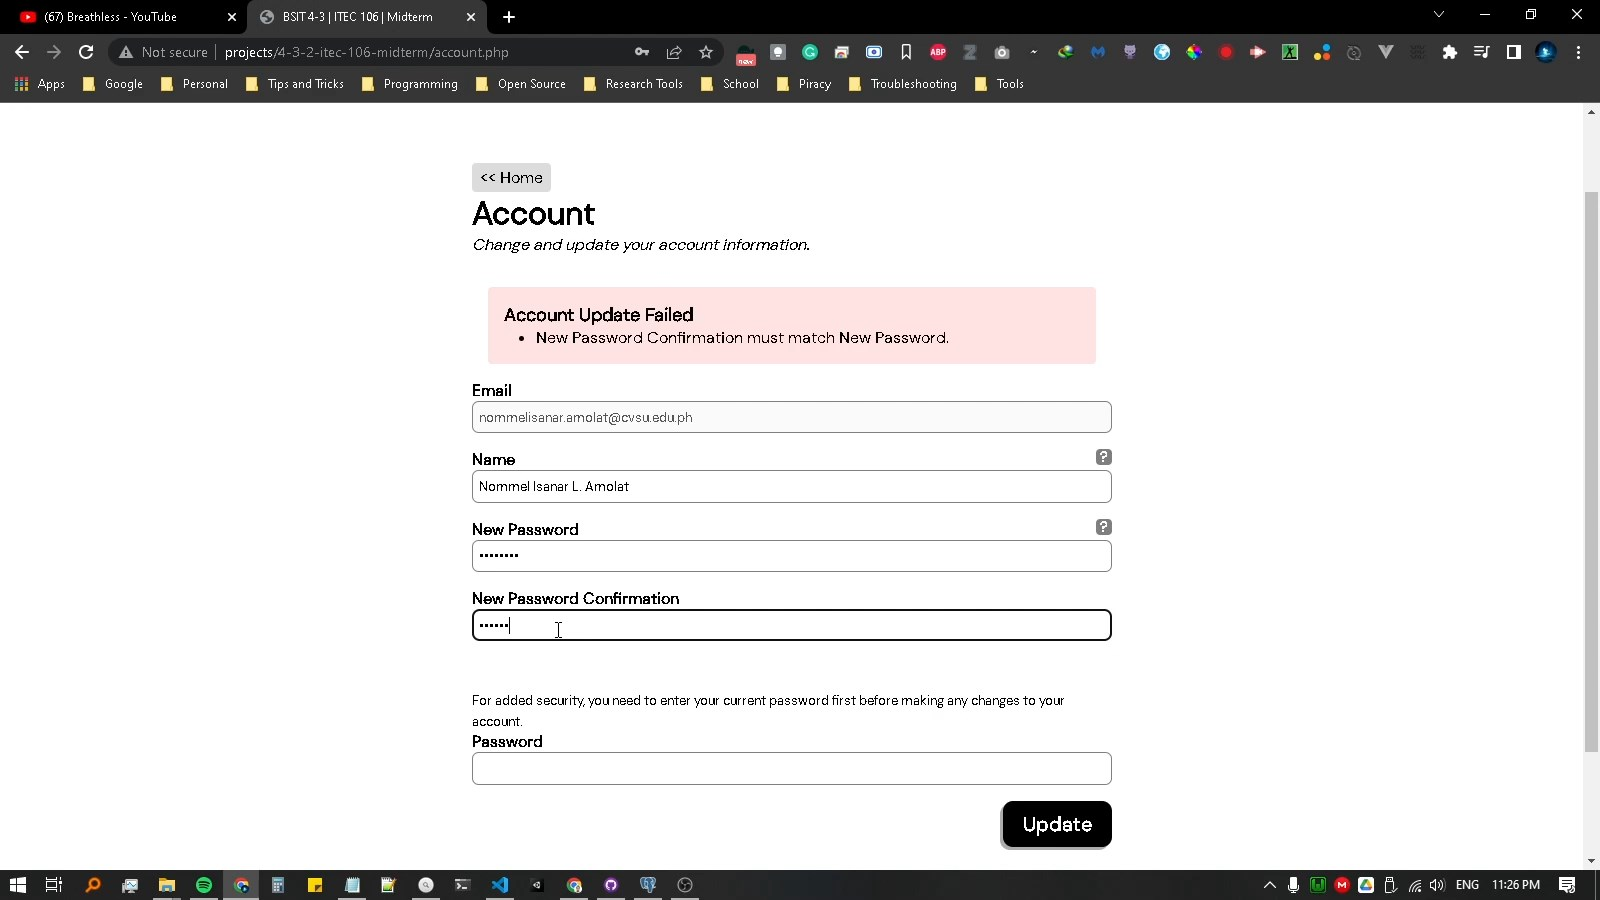 (67) Breathless - YouTube
BSIT 4-3 | ITEC 106 | Midterm
Not secure
projects/4-3-2-itec-106-midterm/account.php
new
ABP
Apps
Google
Personal
Tips and Tricks
Programming
Open Source
Research Tools
School
Piracy
Troubleshooting
Tools
<< Home
Account
Change and update your account information.
Account Update Failed
• New Password Confirmation must match New Password.
Email
nommelisanar.amolat@cvsu.edu.ph
Name
?
Nommel Isanar L. Amolat
New Password
?
••••••••
New Password Confirmation
••••••
For added security, you need to enter your current password first before making any changes to your
account.
Password
Update
ENG
11:26 PM